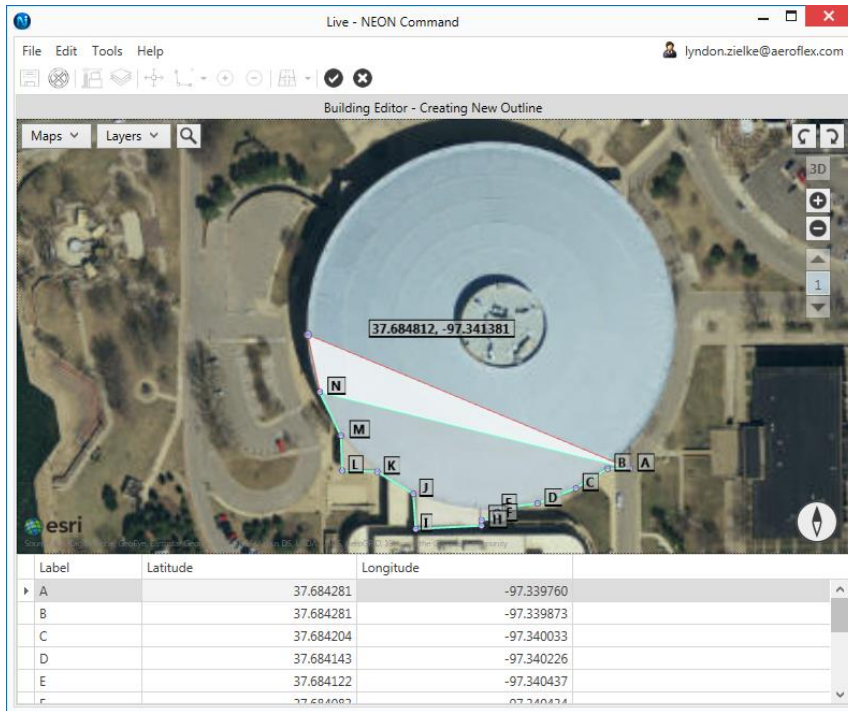 Live - NEON Command
File Edit Tools Help
lyndon.zielke@aeroflex.com
Building Editor - Creating New Outline
Maps Layers
3D
37.684812, -97.341381
1
N
M
B A
L K
C
J
D
H
I
esri
Label Latitude Longitude
A 37.684281 -97.339760
B 37.684281 -97.339873
C 37.684204 -97.340033
D 37.684143 -97.340226
E 37.684122 -97.340437